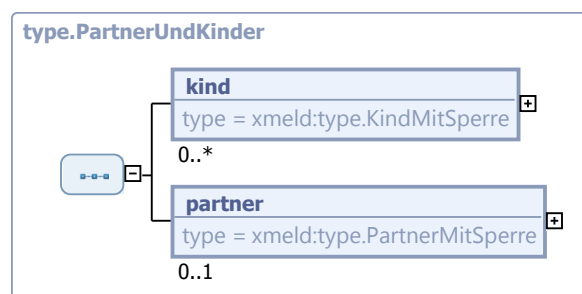 type.PartnerUndKinder
kind
type = xmeld:type.KindMitSperre
0..*
partner
type = xmeld:type.PartnerMitSperre
0..1